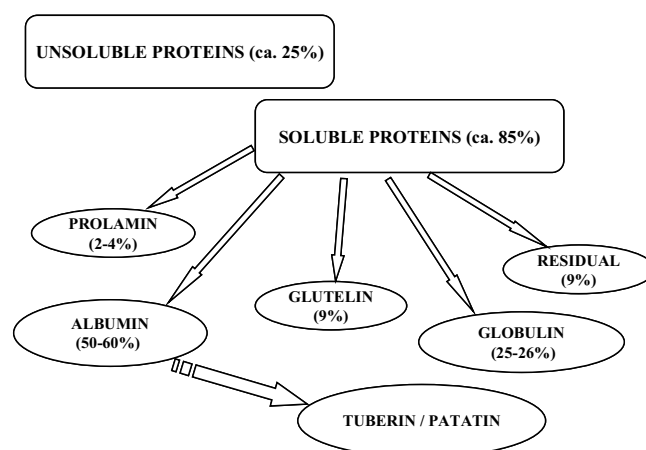 UNSOLUBLE PROTEINS (ca. 25%)
SOLUBLE PROTEINS (ca. 85%)
PROLAMIN
(2-4%)
RESIDUAL
(9%)
GLUTELIN
(9%)
ALBUMIN
(50-60%)
GLOBULIN
(25-26%)
TUBERIN / PATATIN